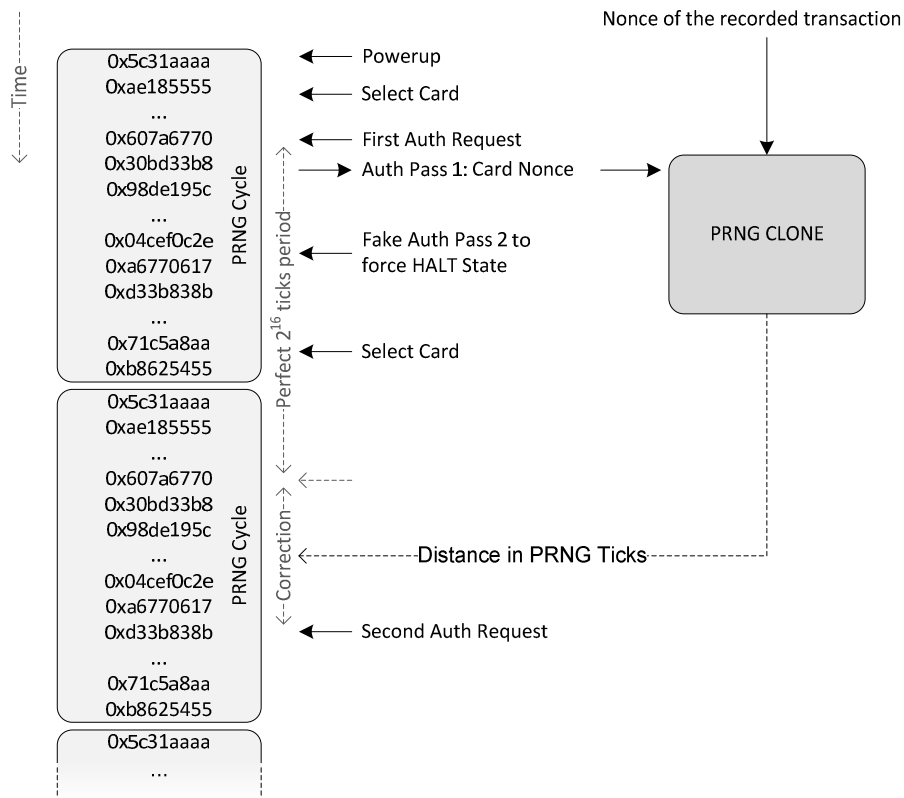 Nonce of the recorded transaction
Time
0x5c31aaaa
0xae185555
...
0x607a6770
0x30bd33b8
0x98de195c
...
0x04cef0c2e
0xa6770617
0xd33b838b
...
0x71c5a8aa
0xb8625455
PRNG Cycle
Powerup
Select Card
First Auth Request
Auth Pass 1: Card Nonce
Fake Auth Pass 2 to
force HALT State
Select Card
Perfect 2^16 ticks period
PRNG CLONE
0x5c31aaaa
0xae185555
...
0x607a6770
0x30bd33b8
0x98de195c
...
0x04cef0c2e
0xa6770617
0xd33b838b
...
0x71c5a8aa
0xb8625455
PRNG Cycle
Correction
Distance in PRNG Ticks
Second Auth Request
0x5c31aaaa
...